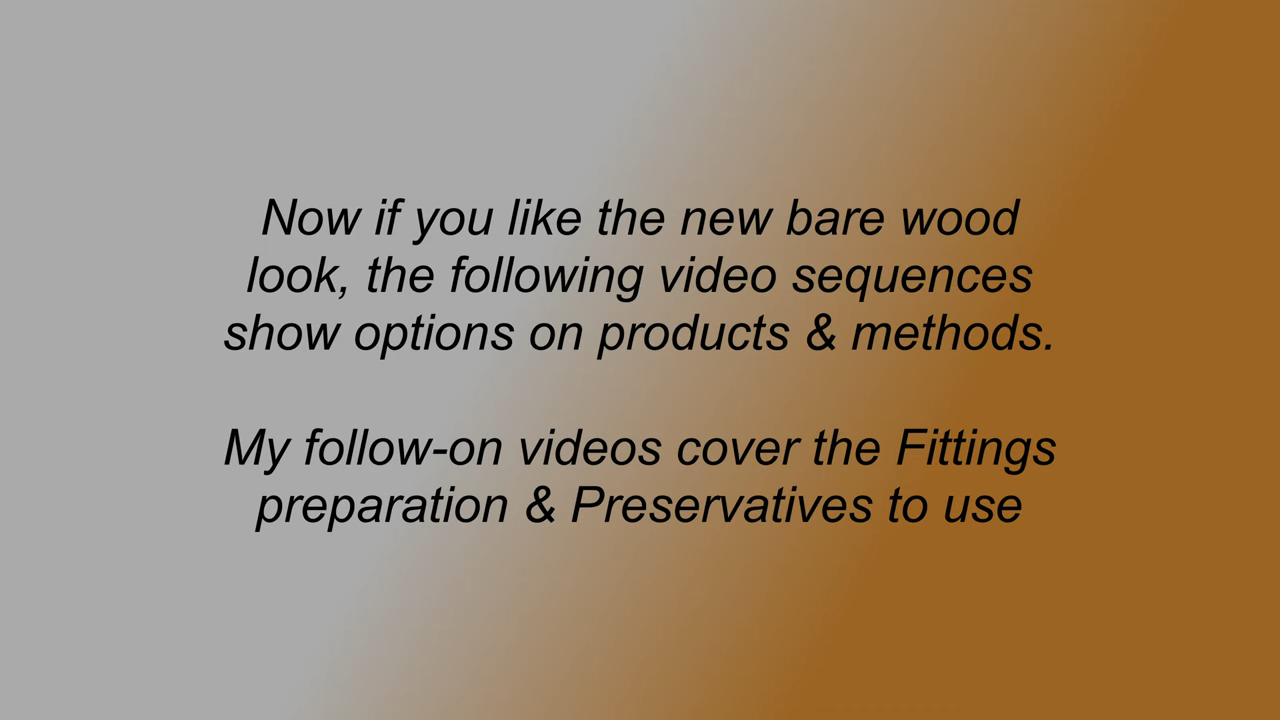 Now if you like the new bare wood
look, the following video sequences
show options on products & methods.
My follow-on videos cover the Fittings
preparation & Preservatives to use